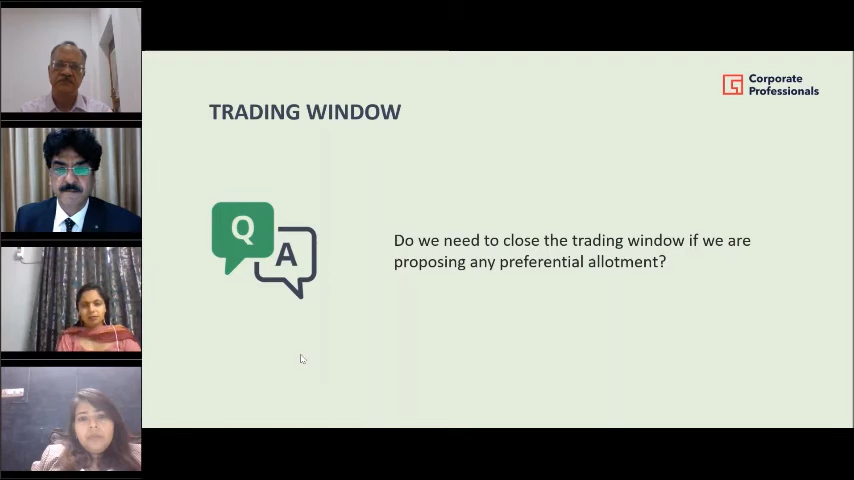 Corporate
Professionals
TRADING WINDOW
Q
A
Do we need to close the trading window if we are
proposing any preferential allotment?